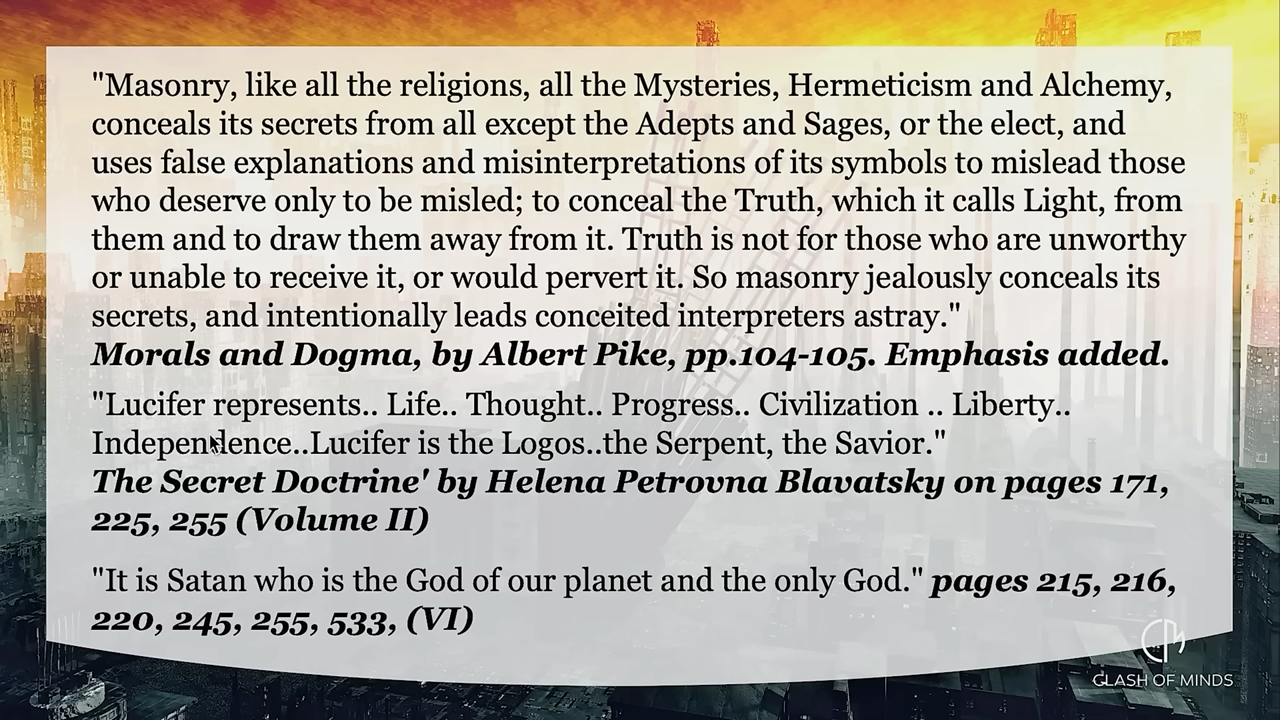 "Masonry, like all the religions, all the Mysteries, Hermeticism and Alchemy,
conceals its secrets from all except the Adepts and Sages, or the elect, and
uses false explanations and misinterpretations of its symbols to mislead those
who deserve only to be misled; to conceal the Truth, which it calls Light, from
them and to draw them away from it. Truth is not for those who are unworthy
or unable to receive it, or would pervert it. So masonry jealously conceals its
secrets, and intentionally leads conceited interpreters astray."
Morals and Dogma, by Albert Pike, pp.104-105. Emphasis added.
"Lucifer represents.. Life.. Thought.. Progress.. Civilization .. Liberty..
Independence..Lucifer is the Logos..the Serpent, the Savior."
The Secret Doctrine' by Helena Petrovna Blavatsky on pages 171,
225, 255 (Volume II)
"It is Satan who is the God of our planet and the only God." pages 215, 216,
220, 245, 255, 533, (VI)
CLASH OF MINDS